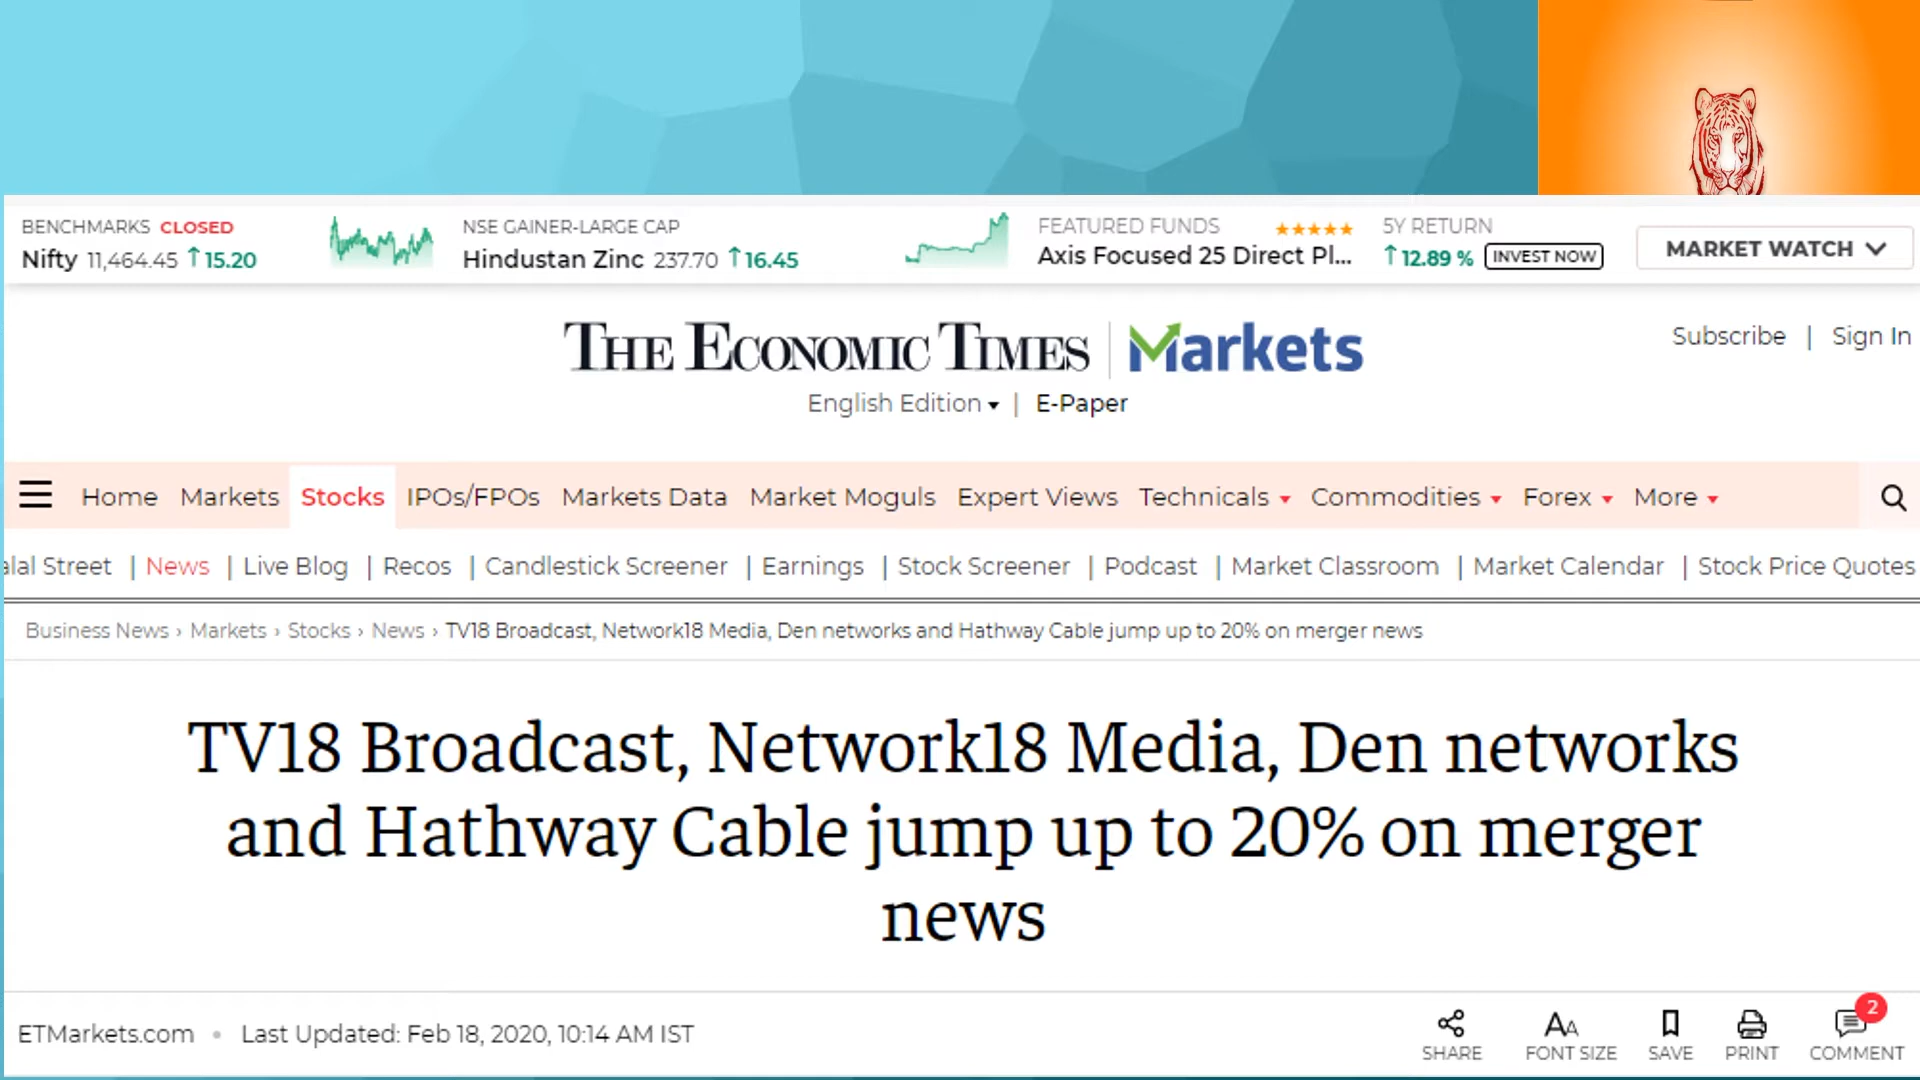 BENCHMARKS CLOSED
Nifty 11,464.45 ↑15.20
NSE GAINER-LARGE CAP
Hindustan Zinc 237.70 ↑16.45
FEATURED FUNDS ★★★★★
Axis Focused 25 Direct Pl...
5Y RETURN
↑12.89 % INVEST NOW
MARKET WATCH
THE ECONOMIC TIMES | Markets
Subscribe | Sign In
English Edition ▾ | E-Paper
Home Markets Stocks IPOs/FPOs Markets Data Market Moguls Expert Views Technicals Commodities Forex More
alal Street | News | Live Blog | Recos | Candlestick Screener | Earnings | Stock Screener | Podcast | Market Classroom | Market Calendar | Stock Price Quotes
Business News › Markets › Stocks › News › TV18 Broadcast, Network18 Media, Den networks and Hathway Cable jump up to 20% on merger news
TV18 Broadcast, Network18 Media, Den networks
and Hathway Cable jump up to 20% on merger
news
ETMarkets.com • Last Updated: Feb 18, 2020, 10:14 AM IST
2
SHARE FONT SIZE SAVE PRINT COMMENT